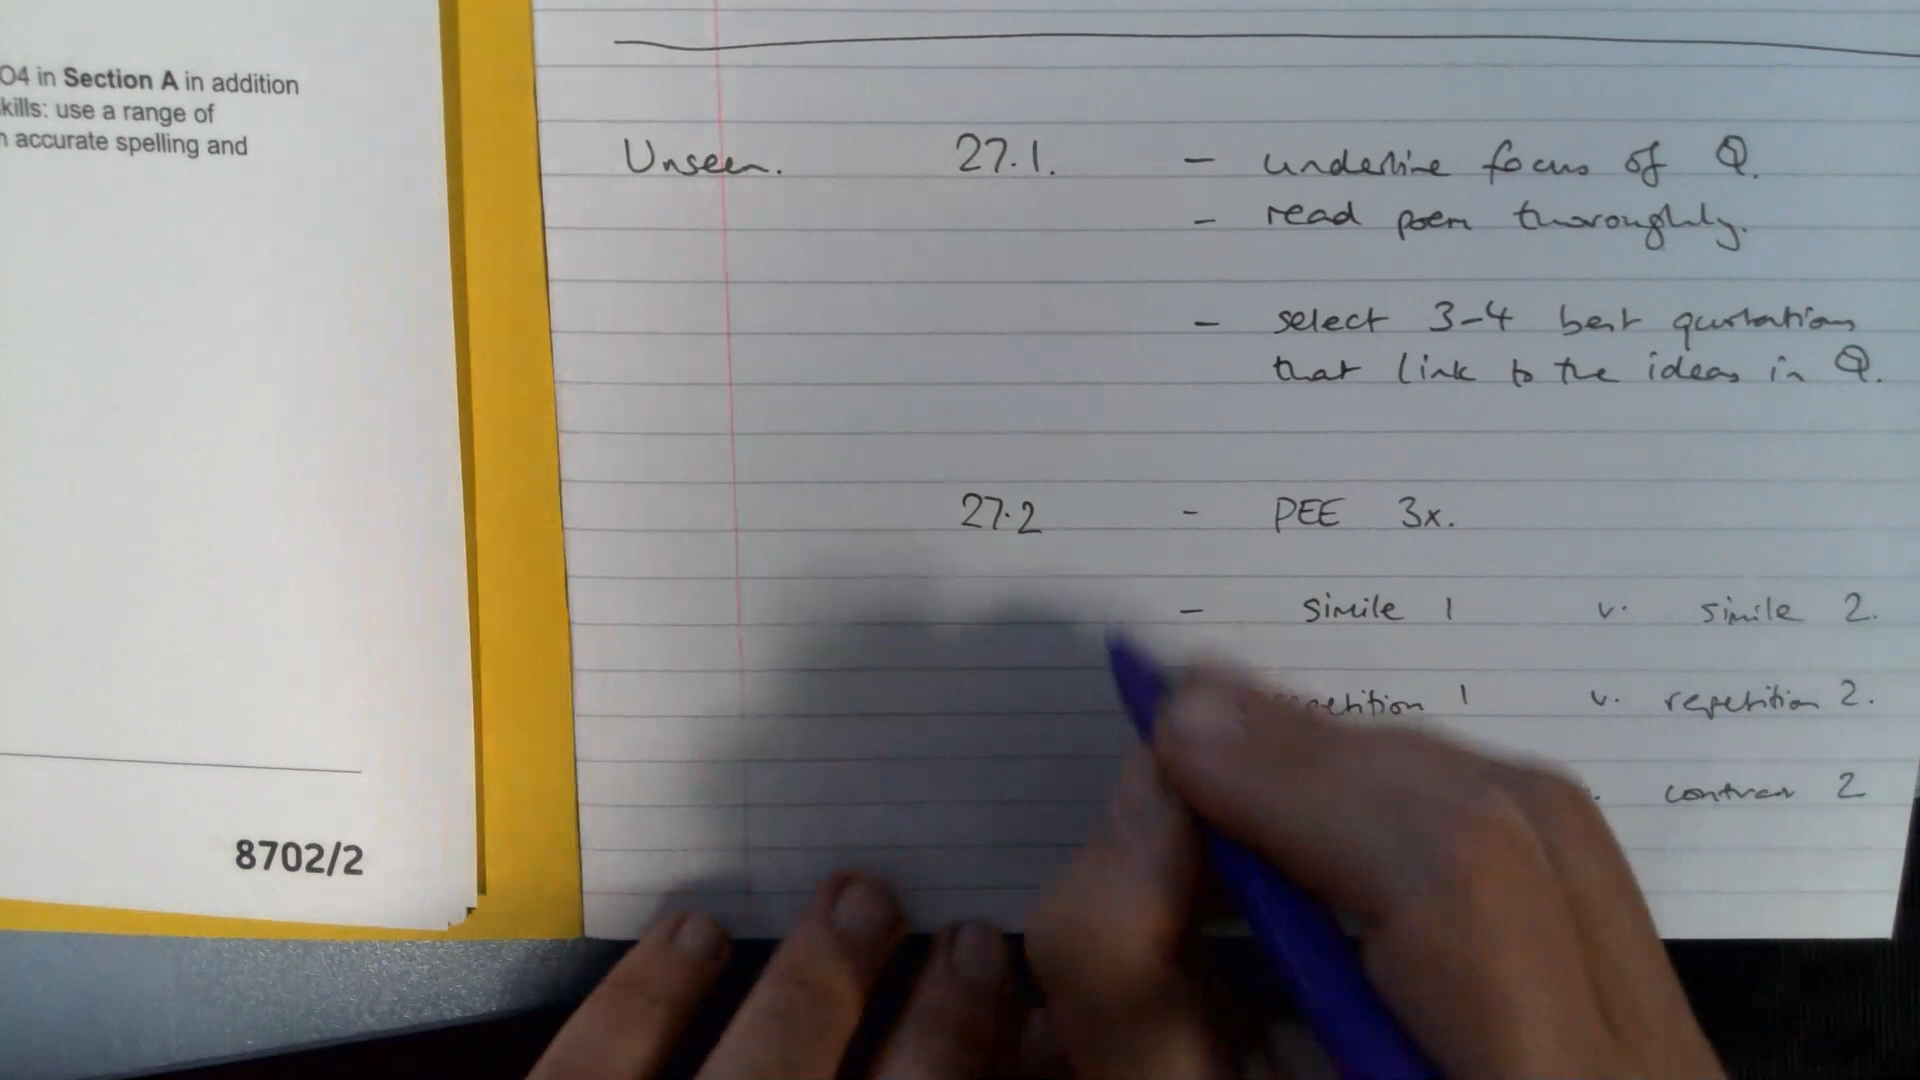 O4 in Section A in addition
kills: use a range of
accurate spelling and
8702/2
Unseen. 27.1. - underline focus of Q.
- read poem thoroughly.
- select 3-4 best quotations
that link to the ideas in Q.
27.2 - PEE 3x.
- simile 1 v. simile 2.
petition 1 v. repetition 2.
2